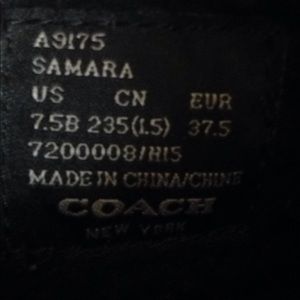 A9175
SAMARA
US CN EUR
7.5B 235(1.5) 37.5
7200008/H15
MADE IN CHINA/CHINE
COACH
NEW YORK